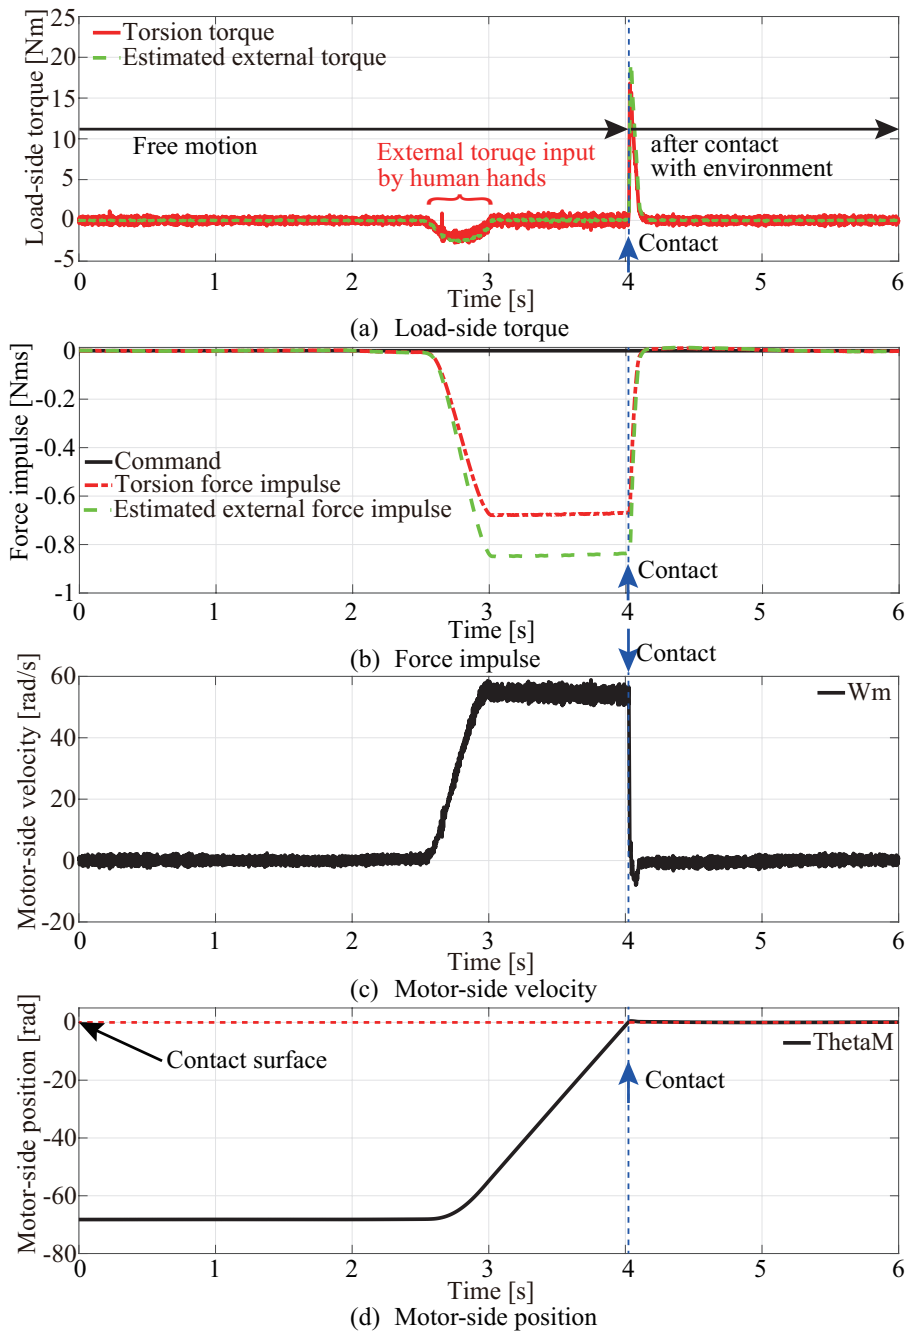 25
20
15
10
5
0
-5
Load-side torque [Nm]
Torsion torque
Estimated external torque
Free motion
External toruqe input
by human hands
after contact
with environment
Contact
0 1 2 3 4 5 6
Time [s]
(a) Load-side torque
0
-0.2
-0.4
-0.6
-0.8
-1
Force impulse [Nms]
Command
Torsion force impulse
Estimated external force impulse
Contact
0 1 2 3 4 5 6
Time [s]
(b) Force impulse
Contact
60
40
20
0
-20
Motor-side velocity [rad/s]
Wm
0 1 2 3 4 5 6
Time [s]
(c) Motor-side velocity
0
-20
-40
-60
-80
Motor-side position [rad]
Contact surface
ThetaM
Contact
0 1 2 3 4 5 6
Time [s]
(d) Motor-side position